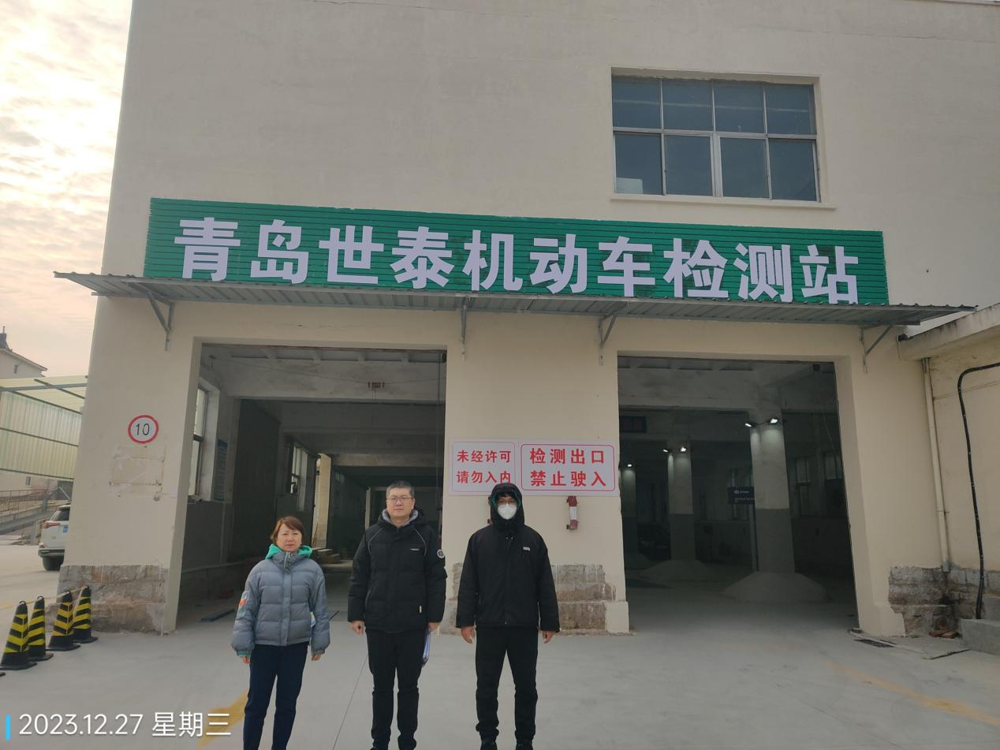 青岛世泰机动车检测站
10
未经许可
请勿入内
检测出口
禁止驶入
2023.12.27 星期三